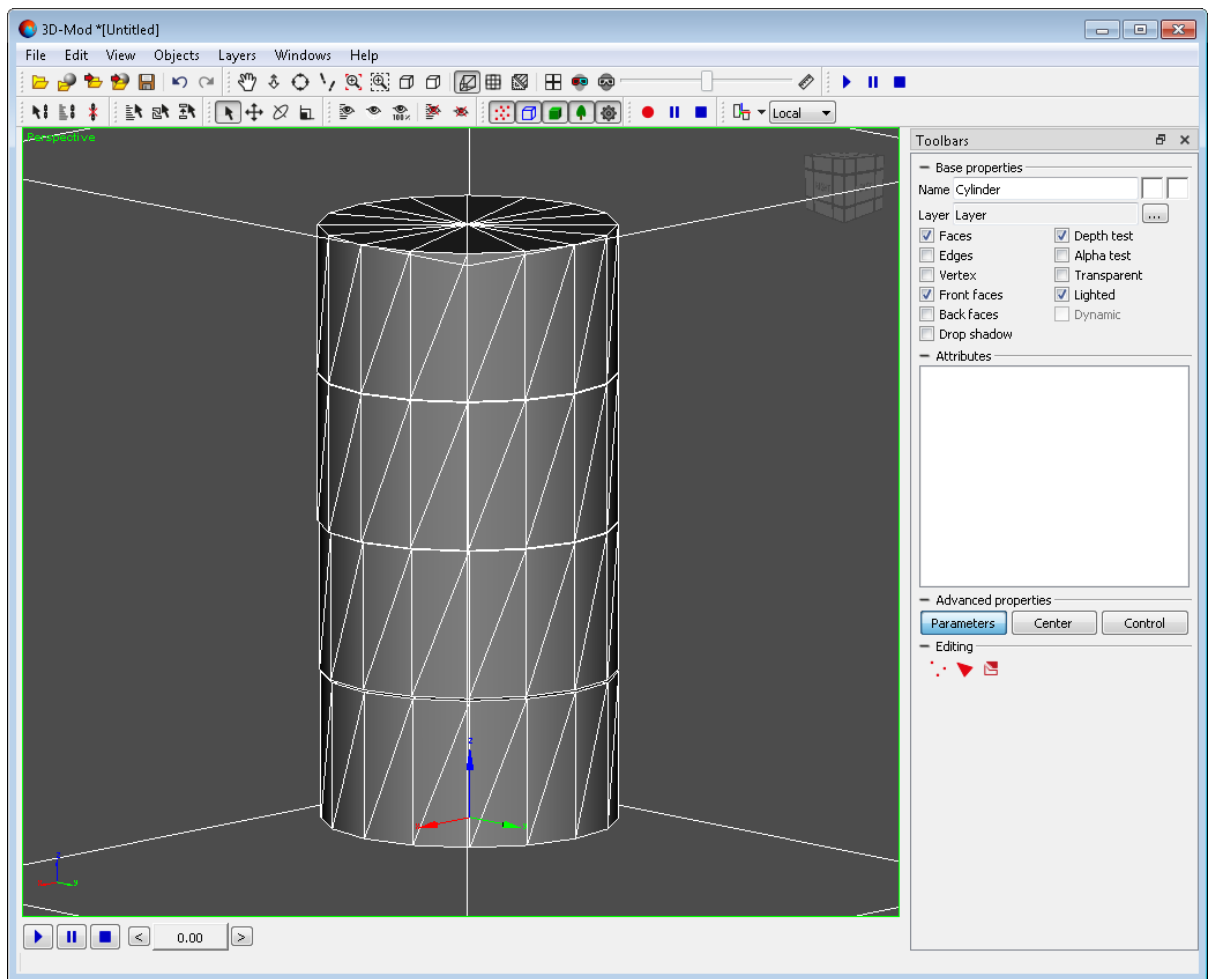 3D-Mod *[Untitled]
File Edit View Objects Layers Windows Help
100%
Local
Perspective
Toolbars
Base properties
Name Cylinder
Layer Layer ...
Faces Depth test
Edges Alpha test
Vertex Transparent
Front faces Lighted
Back faces Dynamic
Drop shadow
Attributes
Advanced properties
Parameters Center Control
Editing
z
z
y
< 0.00 >